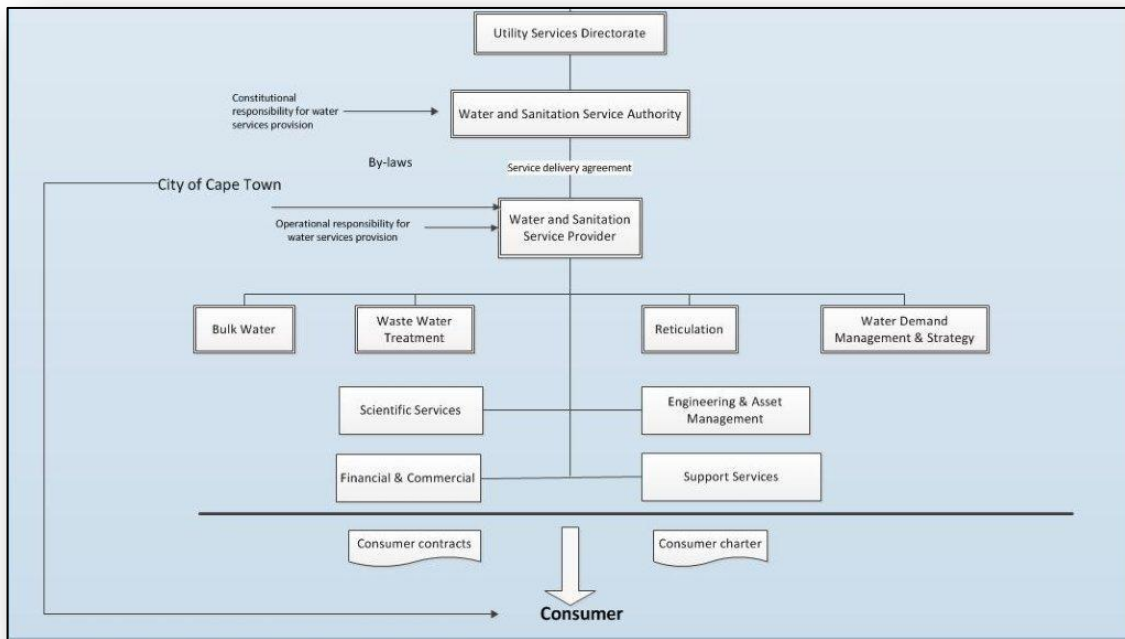 Utility Services Directorate
Constitutional
responsibility for water
services provision
Water and Sanitation Service Authority
By-laws
Service delivery agreement
City of Cape Town
Operational responsibility for
water services provision
Water and Sanitation
Service Provider
Bulk Water
Waste Water
Treatment
Reticulation
Water Demand
Management & Strategy
Scientific Services
Engineering & Asset
Management
Financial & Commercial
Support Services
Consumer contracts
Consumer charter
Consumer